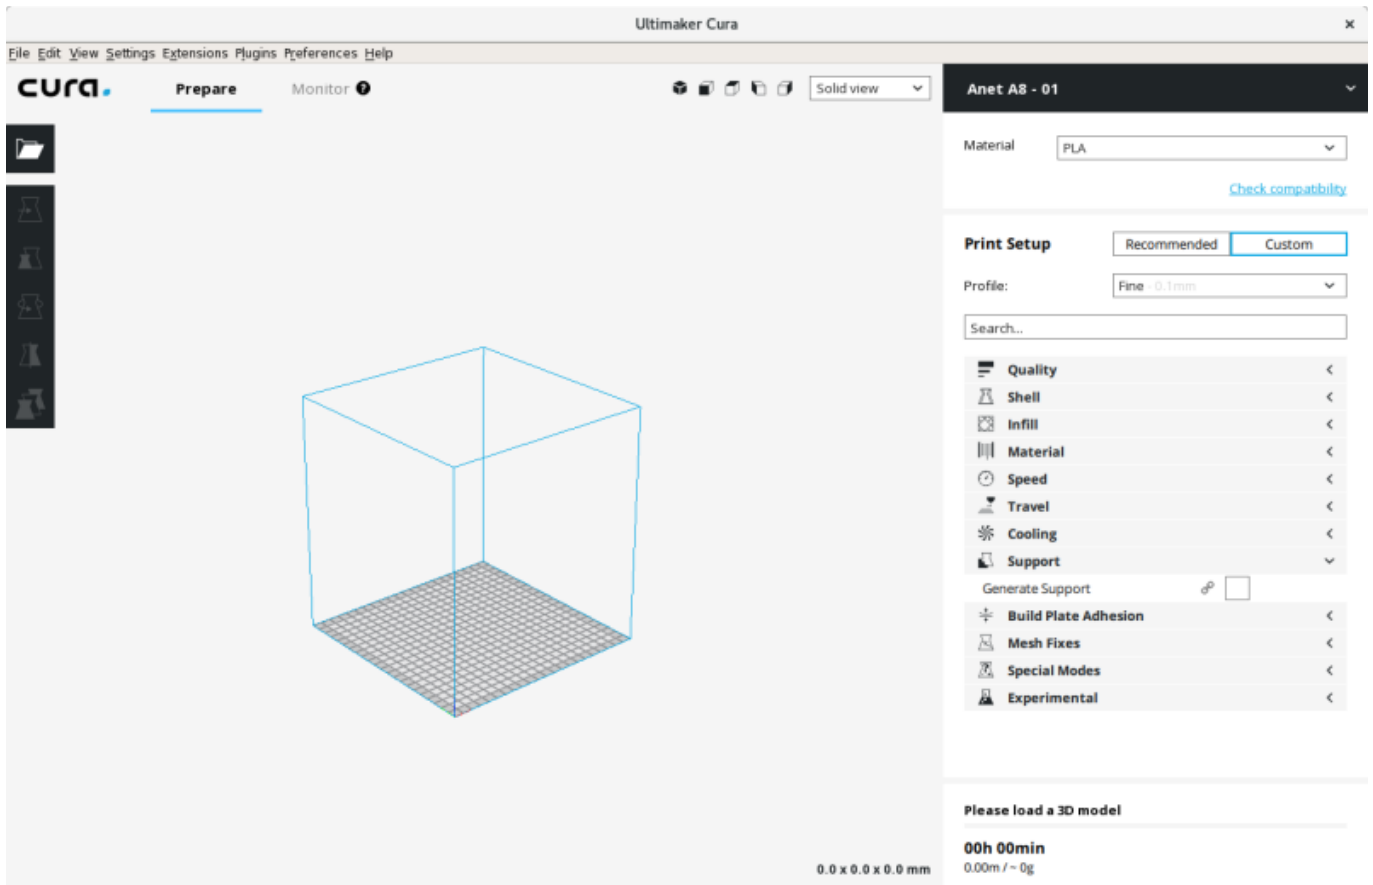 Ultimaker Cura
File Edit View Settings Extensions Plugins Preferences Help
cura. Prepare Monitor ? Solid view
Anet A8 - 01
Material PLA
Check compatibility
Print Setup Recommended Custom
Profile: Fine - 0.1mm
Search...
Quality
Shell
Infill
Material
Speed
Travel
Cooling
Support
Generate Support
Build Plate Adhesion
Mesh Fixes
Special Modes
Experimental
Please load a 3D model
00h 00min
0.0 x 0.0 x 0.0 mm
0.00m / ~ 0g